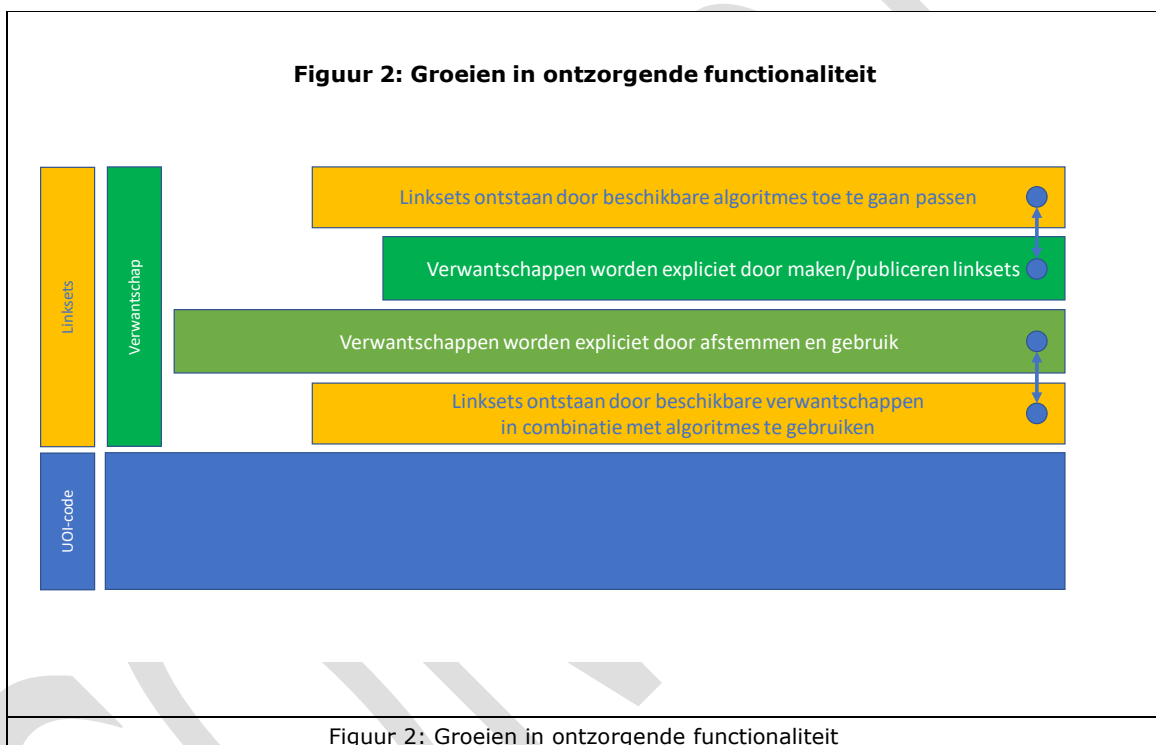 Figuur 2: Groeien in ontzorgende functionaliteit
Linksets
Verwantschap
Linksets ontstaan door beschikbare algoritmes toe te gaan passen
Verwantschappen worden expliciet door maken/publiceren linksets
Verwantschappen worden expliciet door afstemmen en gebruik
Linksets ontstaan door beschikbare verwantschappen
in combinatie met algoritmes te gebruiken
UOI-code
Figuur 2: Groeien in ontzorgende functionaliteit